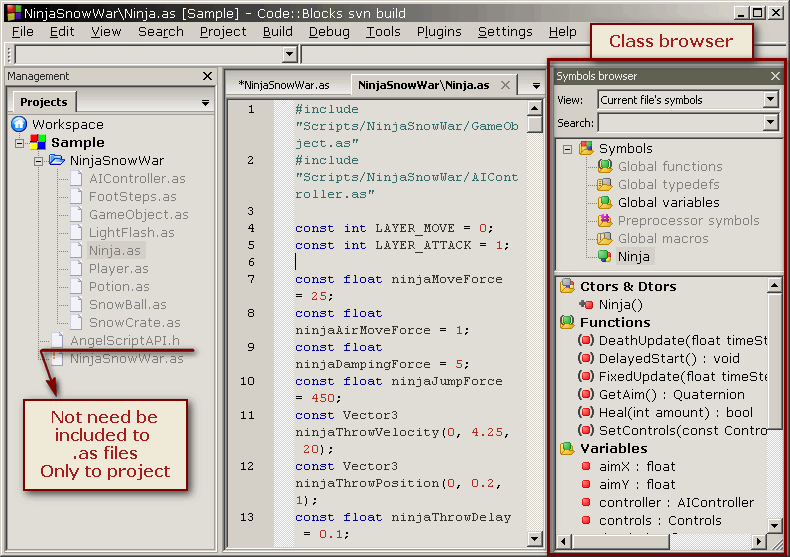 NinjaSnowWar\Ninja.as [Sample] - Code::Blocks svn build
File Edit View Search Project Build Debug Tools Plugins Settings Help
Class browser
Management
Projects
Workspace
Sample
NinjaSnowWar
AIController.as
FootSteps.as
GameObject.as
LightFlash.as
Ninja.as
Player.as
Potion.as
SnowBall.as
SnowCrate.as
AngelScriptAPI.h
NinjaSnowWar.as
Not need be
included to
.as files
Only to project
*NinjaSnowWar.as NinjaSnowWar\Ninja.as
1 #include
"Scripts/NinjaSnowWar/GameOb
ject.as"
2 #include
"Scripts/NinjaSnowWar/AICont
roller.as"
3
4 const int LAYER_MOVE = 0;
5 const int LAYER_ATTACK = 1;
6
7 const float ninjaMoveForce
= 25;
8 const float
ninjaAirMoveForce = 1;
9 const float
ninjaDampingForce = 5;
10 const float ninjaJumpForce
= 450;
11 const Vector3
ninjaThrowVelocity(0, 4.25,
20);
12 const Vector3
ninjaThrowPosition(0, 0.2,
1);
13 const float ninjaThrowDelay
= 0.1;
Symbols browser
View: Current file's symbols
Search:
Symbols
Global functions
Global typedefs
Global variables
Preprocessor symbols
Global macros
Ninja
Ctors & Dtors
Ninja()
Functions
DeathUpdate(float timeSt
DelayedStart() : void
FixedUpdate(float timeSt
GetAim() : Quaternion
Heal(int amount) : bool
SetControls(const Contro
Variables
aimX : float
aimY : float
controller : AIController
controls : Controls